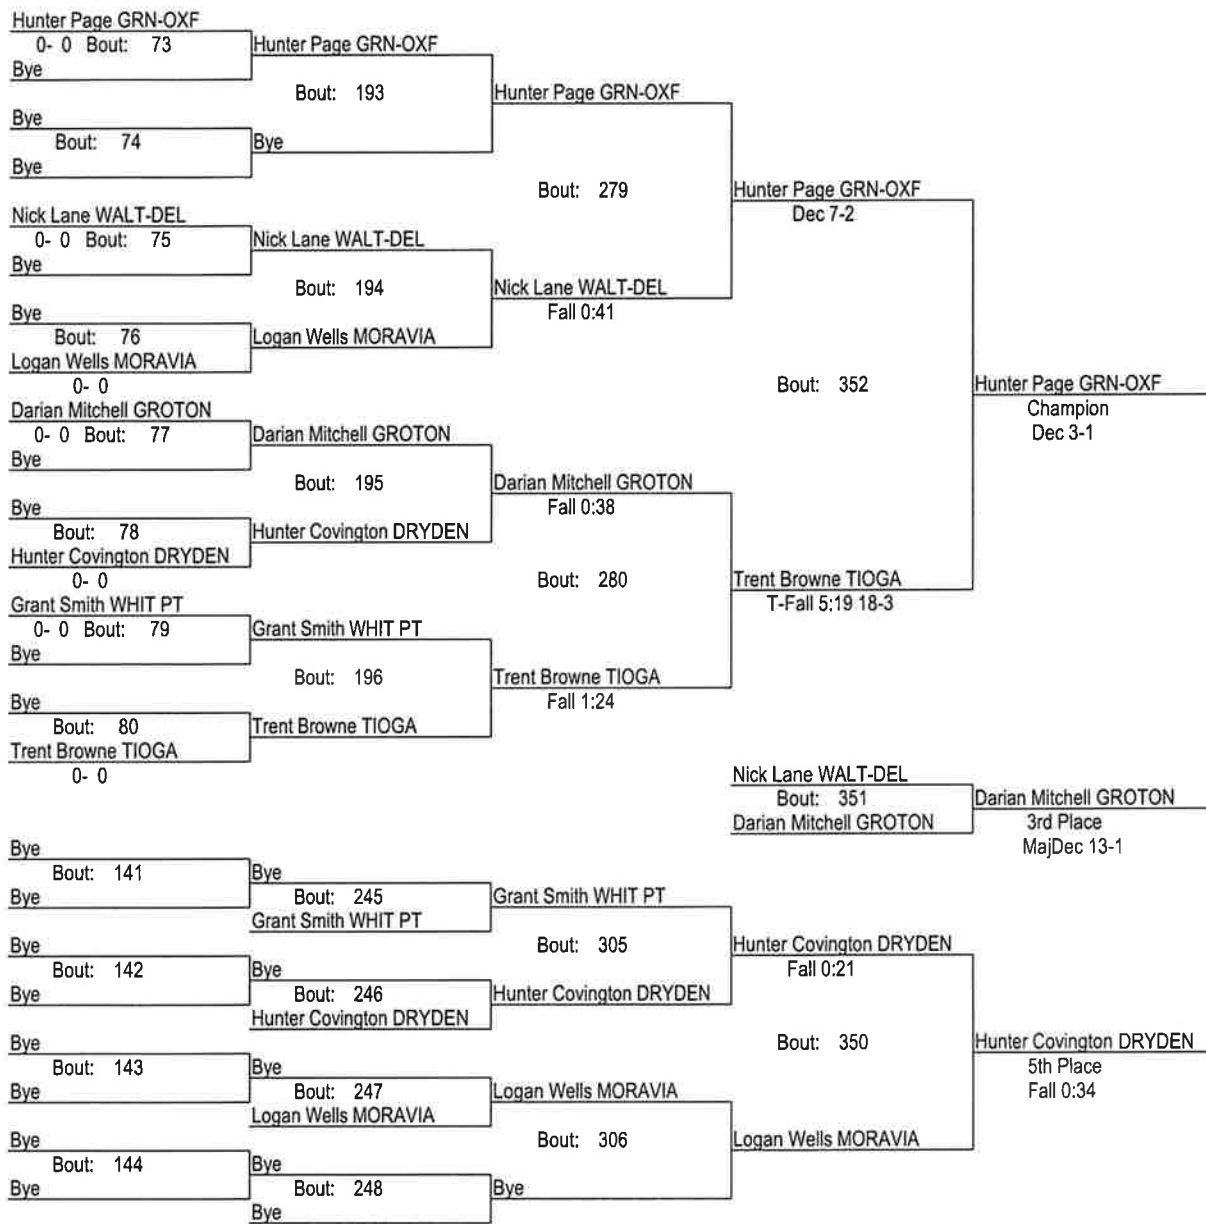 Hunter Page GRN-OXF
0- 0 Bout: 73
Bye
Hunter Page GRN-OXF
Bout: 193
Bye
Bout: 74
Bye
Bye
Hunter Page GRN-OXF
Bout: 279
Nick Lane WALT-DEL
0- 0 Bout: 75
Bye
Nick Lane WALT-DEL
Bout: 194
Bye
Bout: 76
Logan Wells MORAVIA
0- 0
Logan Wells MORAVIA
Nick Lane WALT-DEL
Fall 0:41
Hunter Page GRN-OXF
Dec 7-2
Bout: 352
Darian Mitchell GROTON
0- 0 Bout: 77
Bye
Darian Mitchell GROTON
Bout: 195
Bye
Bout: 78
Hunter Covington DRYDEN
0- 0
Hunter Covington DRYDEN
Darian Mitchell GROTON
Fall 0:38
Bout: 280
Grant Smith WHIT PT
0- 0 Bout: 79
Bye
Grant Smith WHIT PT
Bout: 196
Bye
Bout: 80
Trent Browne TIOGA
0- 0
Trent Browne TIOGA
Trent Browne TIOGA
Fall 1:24
Trent Browne TIOGA
T-Fall 5:19 18-3
Hunter Page GRN-OXF
Champion
Dec 3-1
Nick Lane WALT-DEL
Bout: 351
Darian Mitchell GROTON
Darian Mitchell GROTON
3rd Place
MajDec 13-1
Bye
Bout: 141
Bye
Bye
Bout: 245
Grant Smith WHIT PT
Grant Smith WHIT PT
Bout: 305
Bye
Bout: 142
Bye
Bye
Bout: 246
Hunter Covington DRYDEN
Hunter Covington DRYDEN
Hunter Covington DRYDEN
Fall 0:21
Bout: 350
Bye
Bout: 143
Bye
Bye
Bout: 247
Logan Wells MORAVIA
Logan Wells MORAVIA
Bout: 306
Bye
Bout: 144
Bye
Bye
Bout: 248
Bye
Bye
Logan Wells MORAVIA
Hunter Covington DRYDEN
5th Place
Fall 0:34